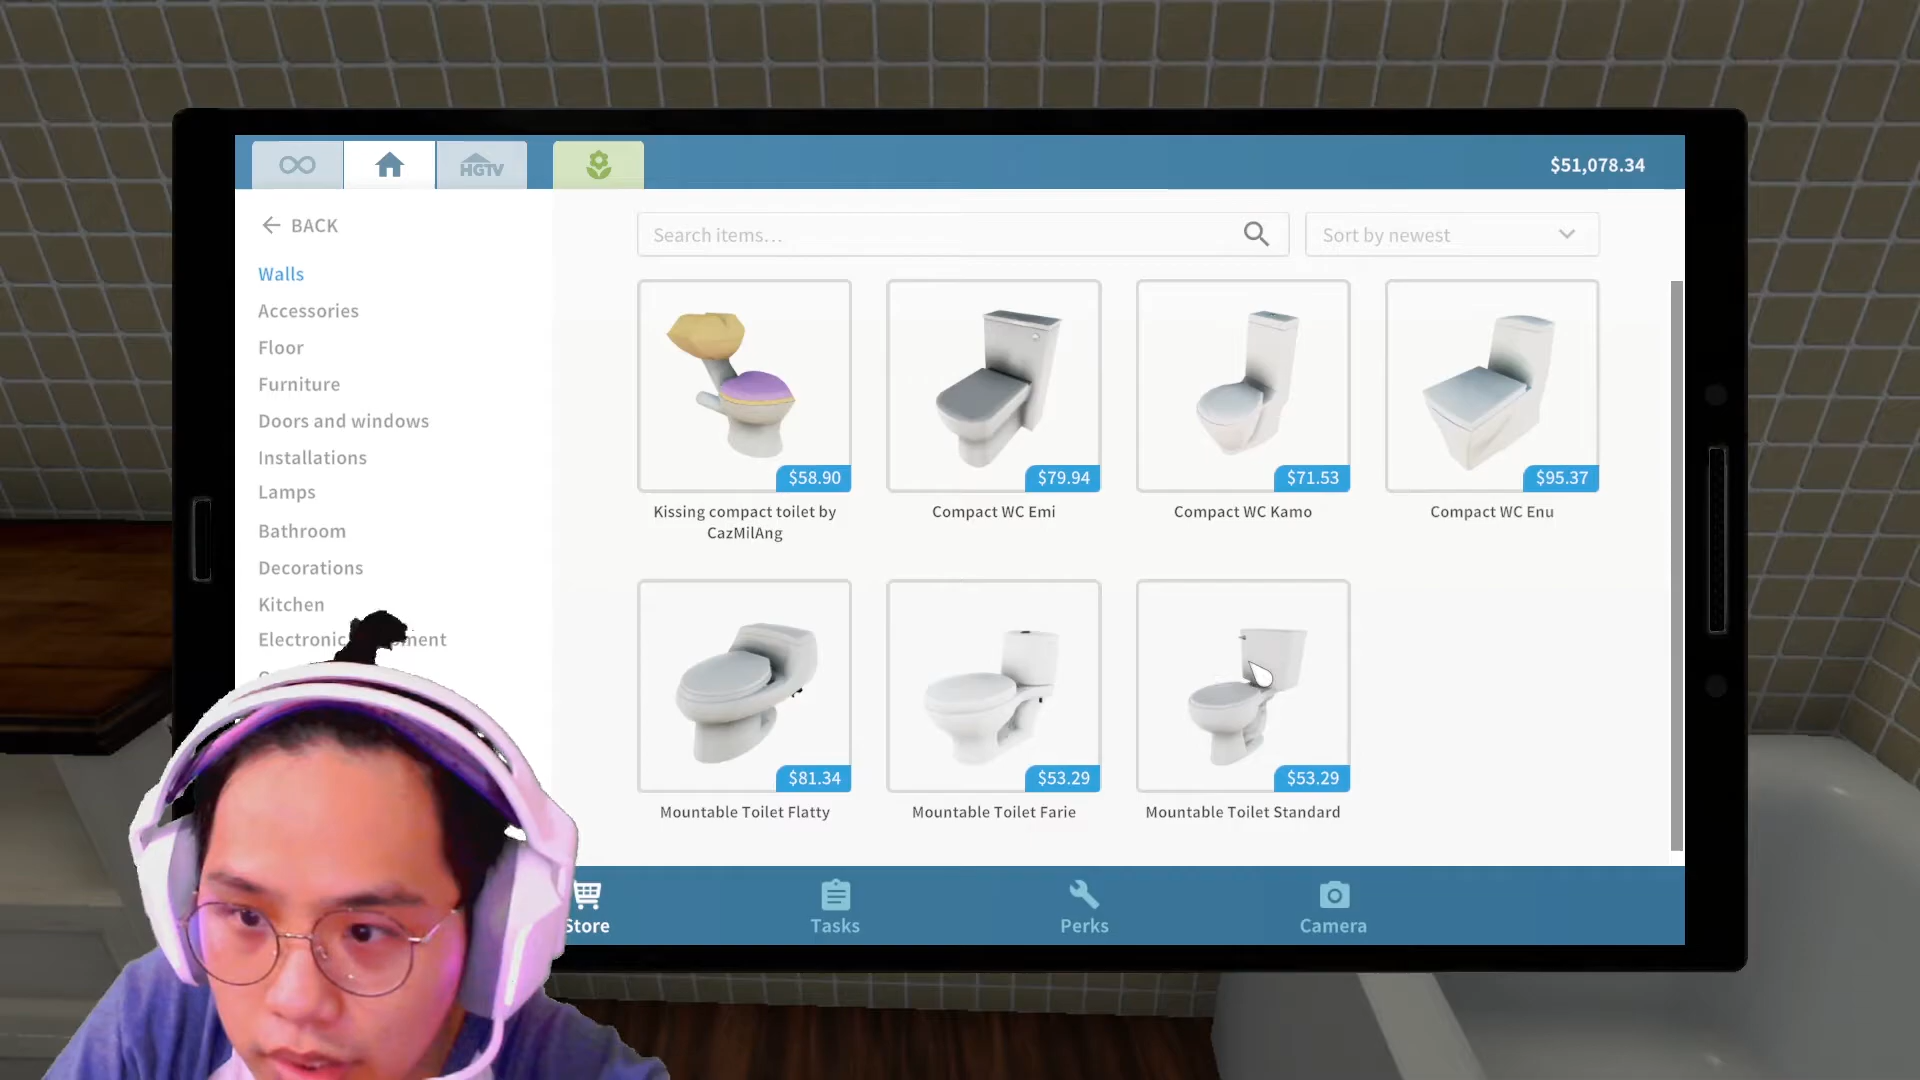 HGTV
$51,078.34
BACK
Search items...
Sort by newest
Walls
Accessories
Floor
Furniture
Doors and windows
Installations
Lamps
Bathroom
Decorations
Kitchen
$58.90
$79.94
$71.53
$95.37
Kissing compact toilet by
CazMilAng
Compact WC Emi
Compact WC Kamo
Compact WC Enu
$81.34
$53.29
$53.29
Mountable Toilet Flatty
Mountable Toilet Farie
Mountable Toilet Standard
Store
Tasks
Perks
Camera